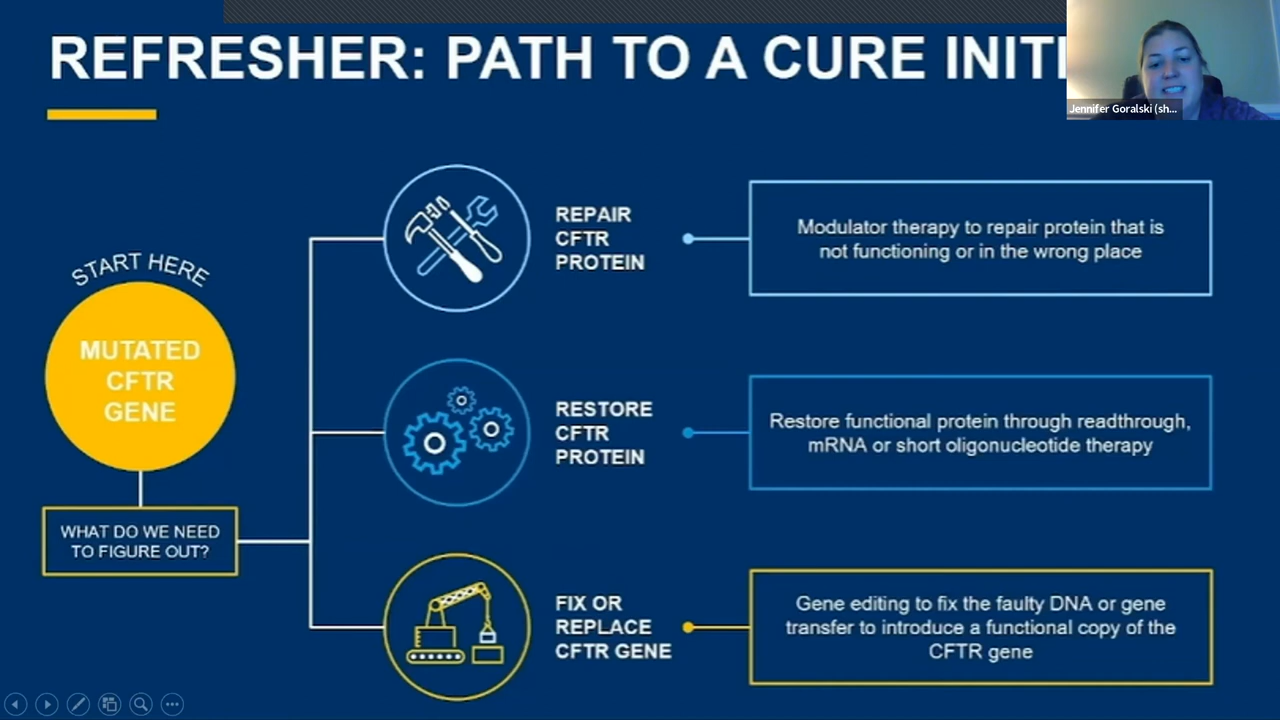 REFRESHER: PATH TO A CURE INITI
Jennifer Goralski (sh...
START HERE
MUTATED
CFTR
GENE
WHAT DO WE NEED
TO FIGURE OUT?
REPAIR
CFTR
PROTEIN
Modulator therapy to repair protein that is
not functioning or in the wrong place
RESTORE
CFTR
PROTEIN
Restore functional protein through readthrough,
mRNA or short oligonucleotide therapy
FIX OR
REPLACE
CFTR GENE
Gene editing to fix the faulty DNA or gene
transfer to introduce a functional copy of the
CFTR gene